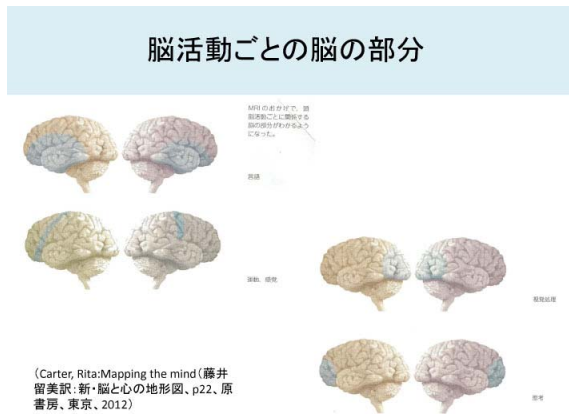 脳活動ごとの脳の部分
MRIのおかげで、頭
脳活動ごとに関係する
脳の部分がわかるよう
になった。
言語
運動、感覚
視覚処理
思考
(Carter, Rita:Mapping the mind(藤井
留美訳:新・脳と心の地形図、p22、原
書房、東京、2012)